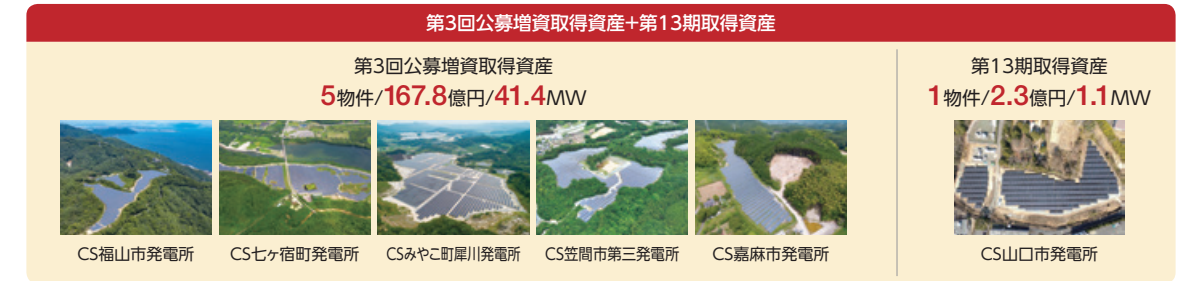 第3回公募増資取得資産+第13期取得資産
第3回公募増資取得資産
5物件/167.8億円/41.4MW
CS福山市発電所
CS七ヶ宿町発電所
CSみやこ町犀川発電所
CS笠間市第三発電所
CS嘉麻市発電所
第13期取得資産
1物件/2.3億円/1.1MW
CS山口市発電所